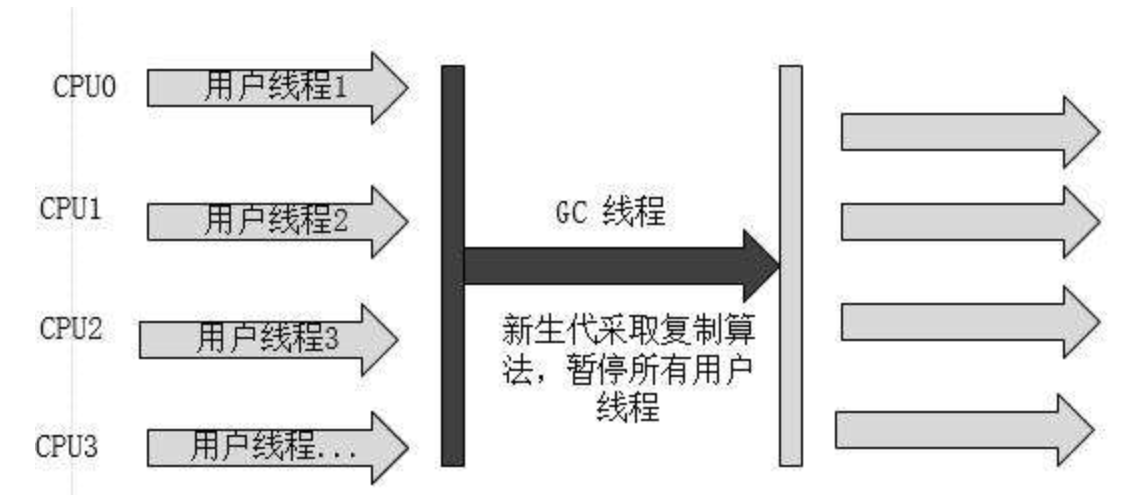 CPU0 用户线程1
CPU1 用户线程2
GC 线程
CPU2 用户线程3
新生代采取复制算
法，暂停所有用户
线程
CPU3 用户线程...